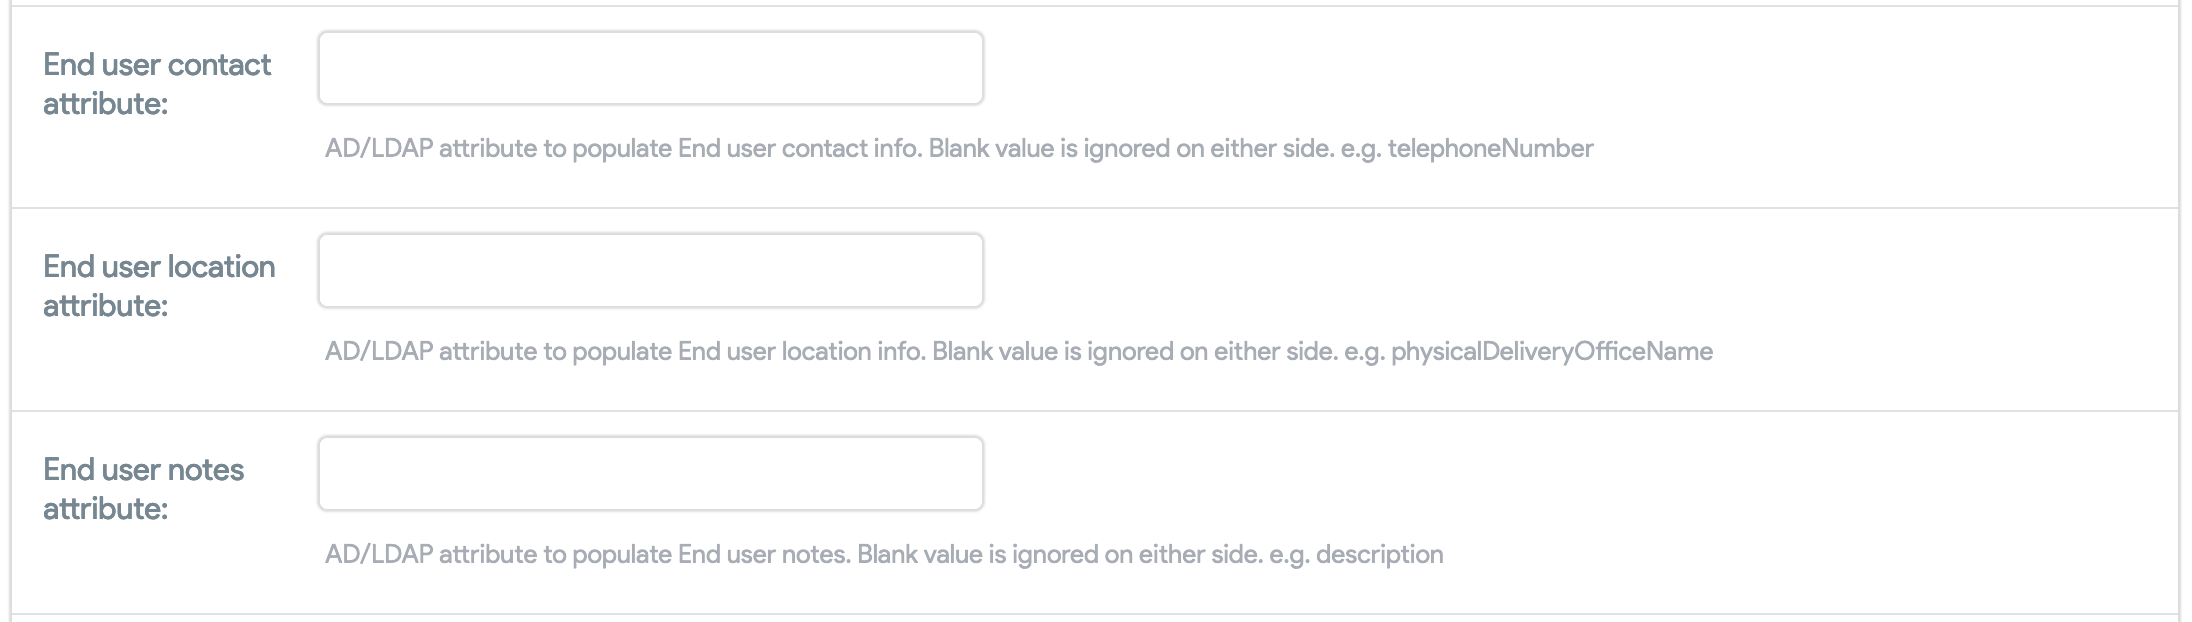 End user contact
attribute:
AD/LDAP attribute to populate End user contact info. Blank value is ignored on either side. e.g. telephoneNumber
End user location
attribute:
AD/LDAP attribute to populate End user location info. Blank value is ignored on either side. e.g. physicalDeliveryOfficeName
End user notes
attribute:
AD/LDAP attribute to populate End user notes. Blank value is ignored on either side. e.g. description